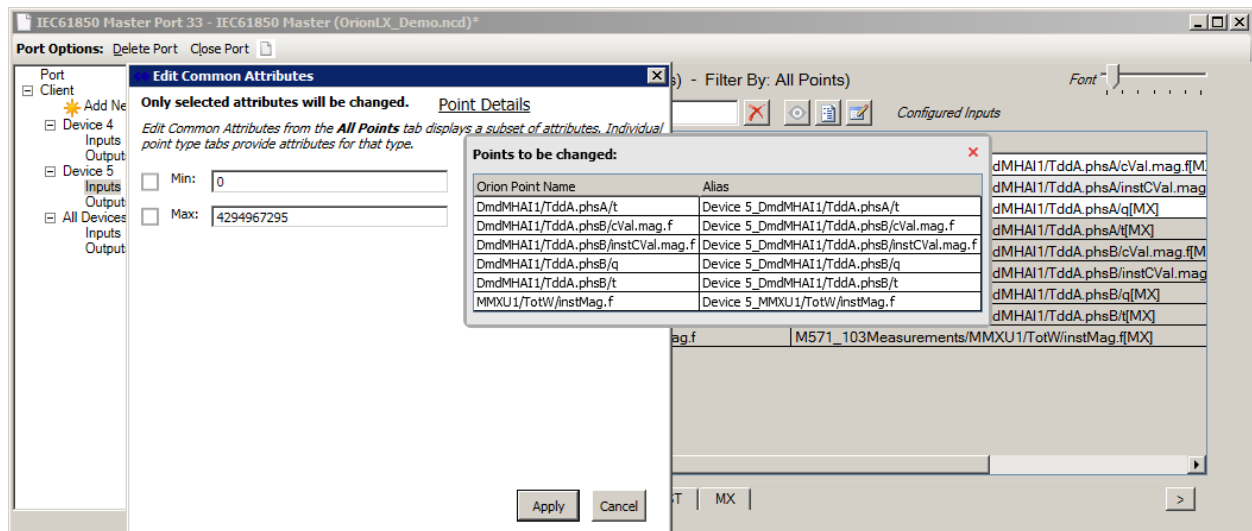 IEC61850 Master Port 33 - IEC61850 Master (OrionLX_Demo.ncd)*
Port Options: Delete Port Close Port
Port
Client
Add Ne
Device 4
Inputs
Output
Device 5
Inputs
Output
All Devices
Inputs
Output
Edit Common Attributes
Only selected attributes will be changed. Point Details
Edit Common Attributes from the All Points tab displays a subset of attributes. Individual
point type tabs provide attributes for that type.
Min: 0
Max: 4294967295
Apply Cancel
s) - Filter By: All Points)
Font
Configured Inputs
Points to be changed:
Orion Point Name Alias
DmdMHAI1/TddA.phsA/t Device 5_DmdMHAI1/TddA.phsA/t
DmdMHAI1/TddA.phsB/cVal.mag.f Device 5_DmdMHAI1/TddA.phsB/cVal.mag.f
DmdMHAI1/TddA.phsB/instCVal.mag.f Device 5_DmdMHAI1/TddA.phsB/instCVal.mag.f
DmdMHAI1/TddA.phsB/q Device 5_DmdMHAI1/TddA.phsB/q
DmdMHAI1/TddA.phsB/t Device 5_DmdMHAI1/TddA.phsB/t
MMXU1/TotW/instMag.f Device 5_MMXU1/TotW/instMag.f
dMHAI1/TddA.phsA/cVal.mag.f[M
dMHAI1/TddA.phsA/instCVal.mag
dMHAI1/TddA.phsA/q[MX]
dMHAI1/TddA.phsA/t[MX]
dMHAI1/TddA.phsB/cVal.mag.f[M
dMHAI1/TddA.phsB/instCVal.mag
dMHAI1/TddA.phsB/q[MX]
dMHAI1/TddA.phsB/t[MX]
ag.f M571_103Measurements/MMXU1/TotW/instMag.f[MX]
ST MX >